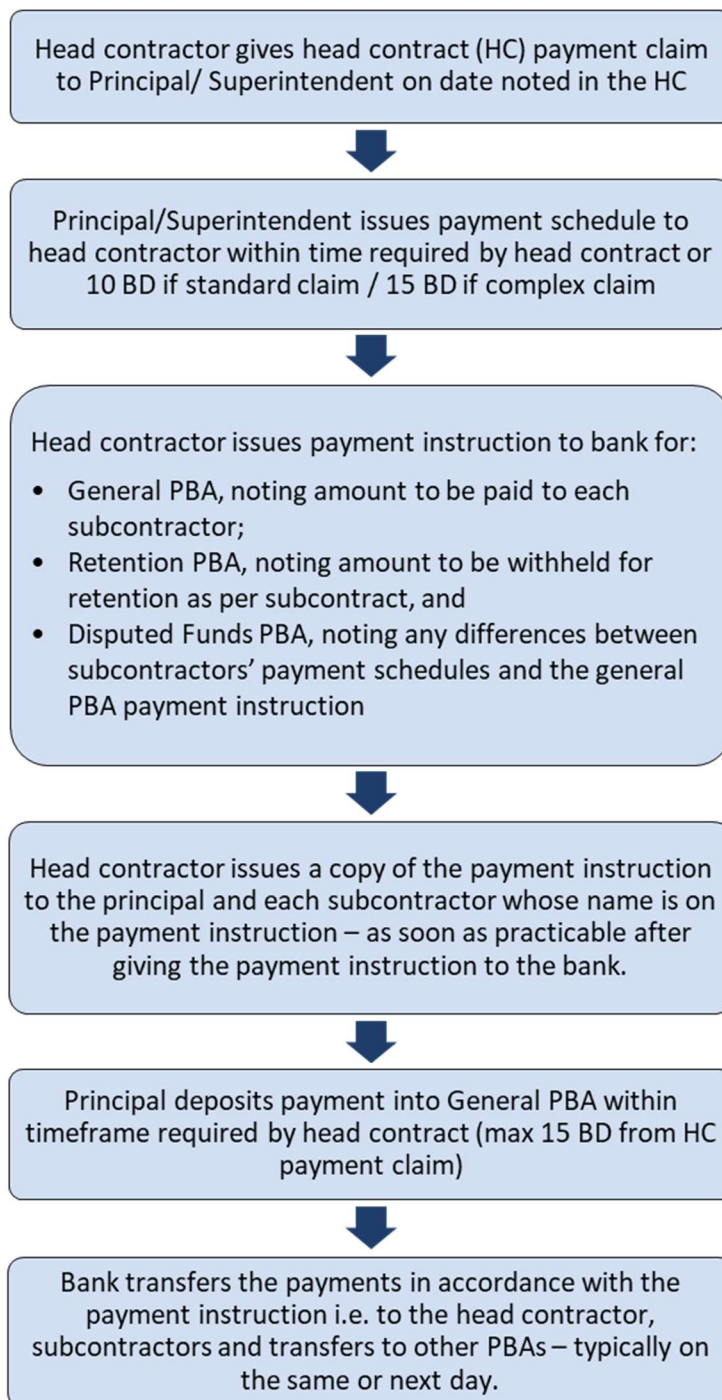 Head contractor gives head contract (HC) payment claim
to Principal/ Superintendent on date noted in the HC
Principal/Superintendent issues payment schedule to
head contractor within time required by head contract or
10 BD if standard claim / 15 BD if complex claim
Head contractor issues payment instruction to bank for:
• General PBA, noting amount to be paid to each
subcontractor;
• Retention PBA, noting amount to be withheld for
retention as per subcontract, and
• Disputed Funds PBA, noting any differences between
subcontractors’ payment schedules and the general
PBA payment instruction
Head contractor issues a copy of the payment instruction
to the principal and each subcontractor whose name is on
the payment instruction – as soon as practicable after
giving the payment instruction to the bank.
Principal deposits payment into General PBA within
timeframe required by head contract (max 15 BD from HC
payment claim)
Bank transfers the payments in accordance with the
payment instruction i.e. to the head contractor,
subcontractors and transfers to other PBAs – typically on
the same or next day.